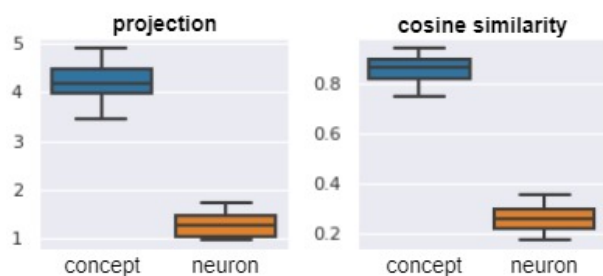 projection
5
4
3
2
1
concept neuron
cosine similarity
0.8
0.6
0.4
0.2
concept neuron